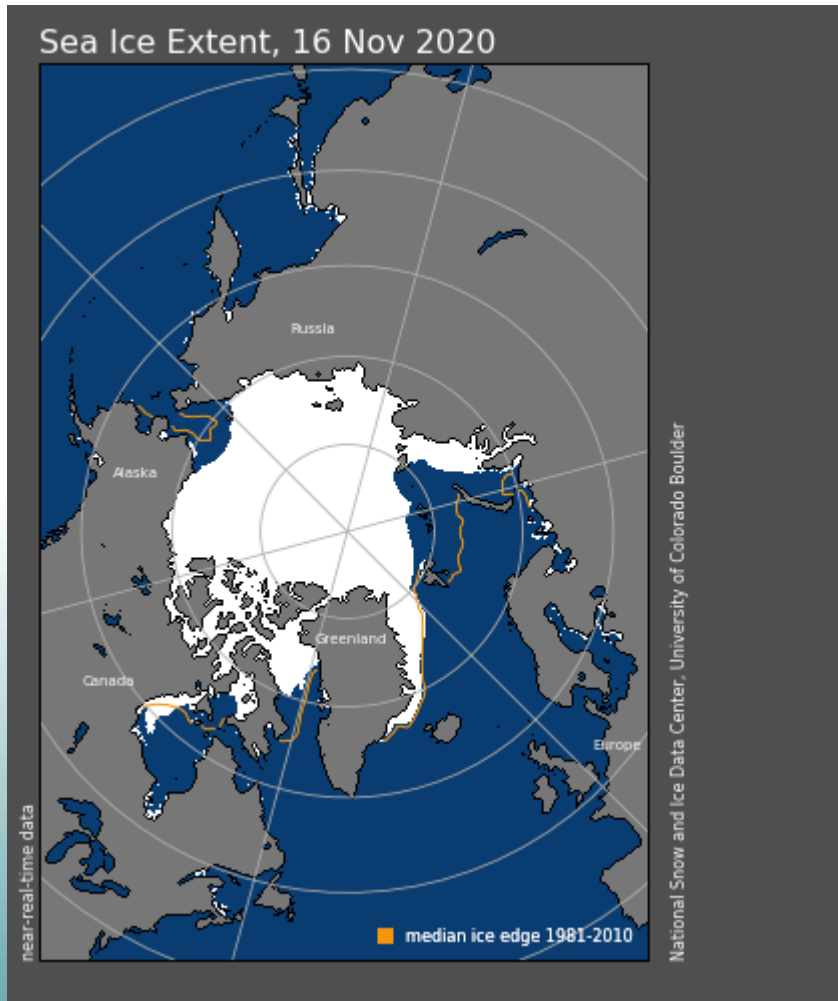 Sea Ice Extent, 16 Nov 2020
Russia
Alaska
Greenland
Canada
Europe
median ice edge 1981-2010
near-real-time data
National Snow and Ice Data Center, University of Colorado Boulder